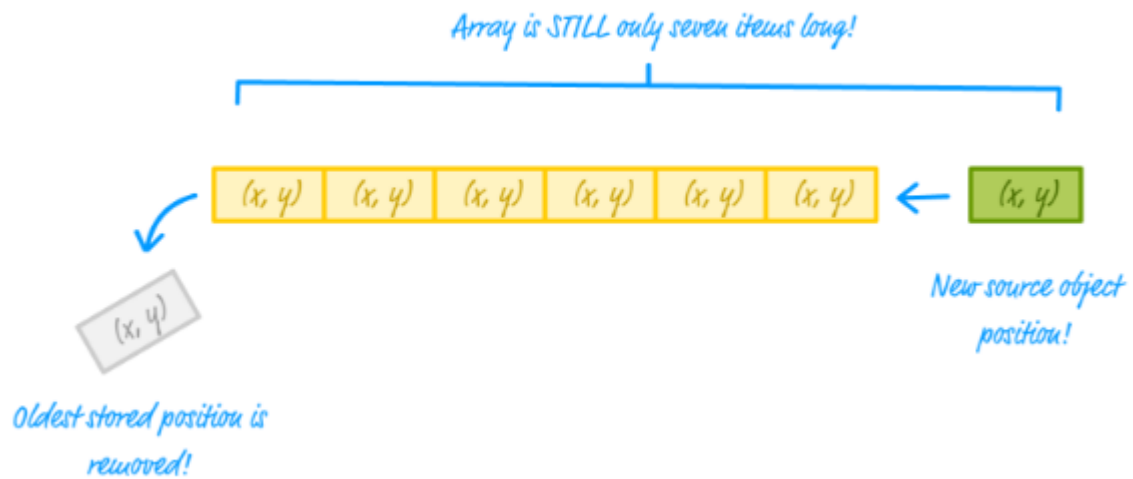 Array is STILL only seven items long!
(x, y) (x, y) (x, y) (x, y) (x, y) (x, y) (x, y)
(x, y)
New source object
position!
Oldest stored position is
removed!